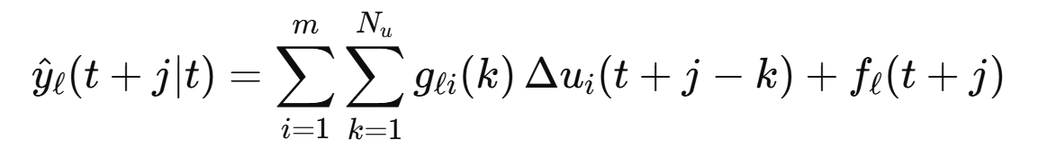 ŷ_ℓ(t + j|t) = ∑_{i=1}^{m} ∑_{k=1}^{N_u} g_{ℓi}(k) Δu_i(t + j − k) + f_ℓ(t + j)